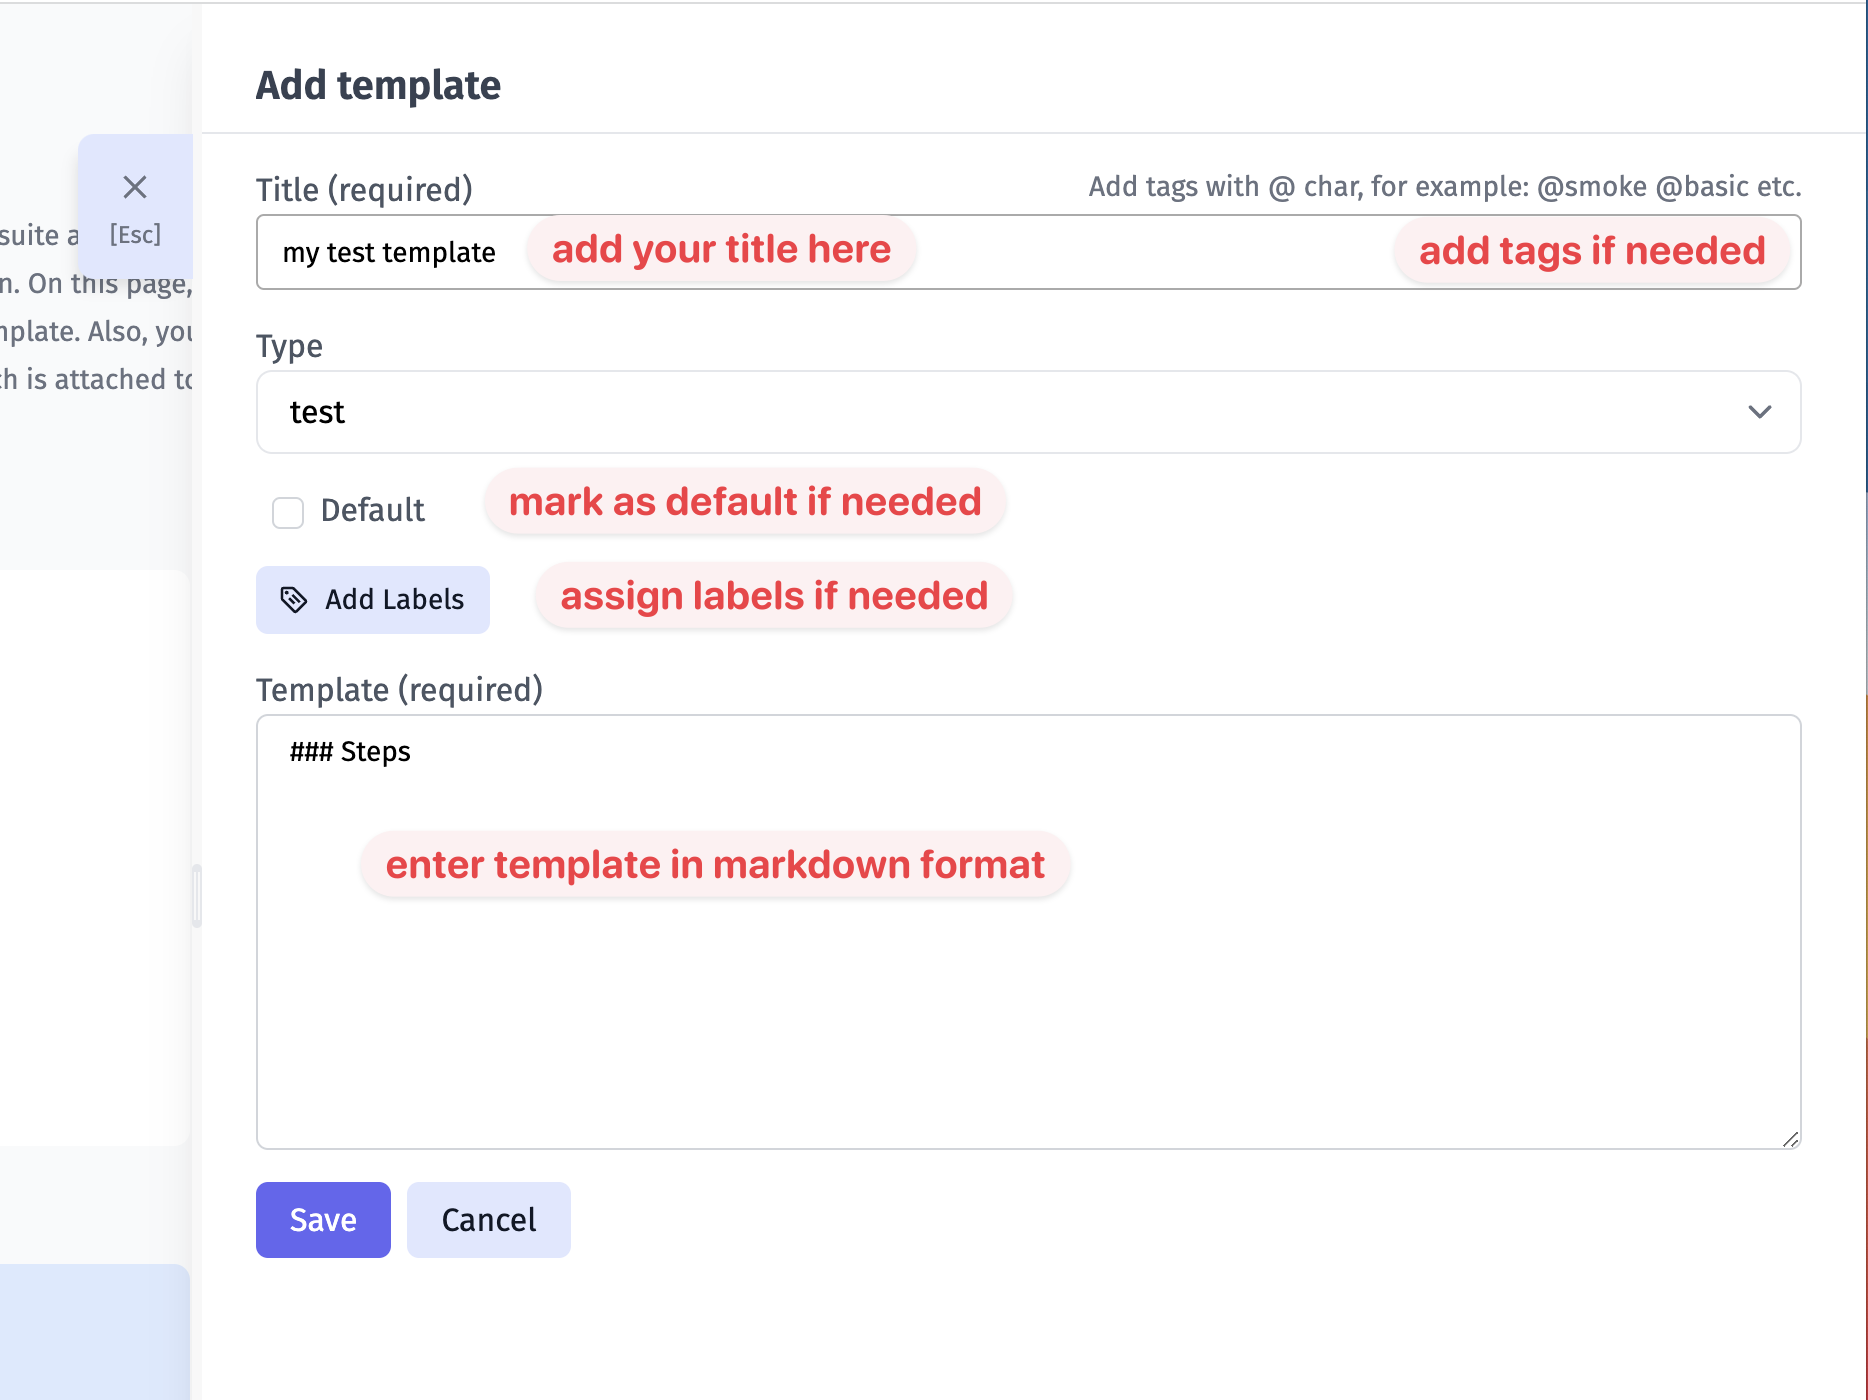 Add template
[Esc]
suite a
n. On this page,
plate. Also, you
h is attached to
Title (required)
Add tags with @ char, for example: @smoke @basic etc.
my test template
add your title here
add tags if needed
Type
test
Default
mark as default if needed
Add Labels
assign labels if needed
Template (required)
### Steps
enter template in markdown format
Save
Cancel